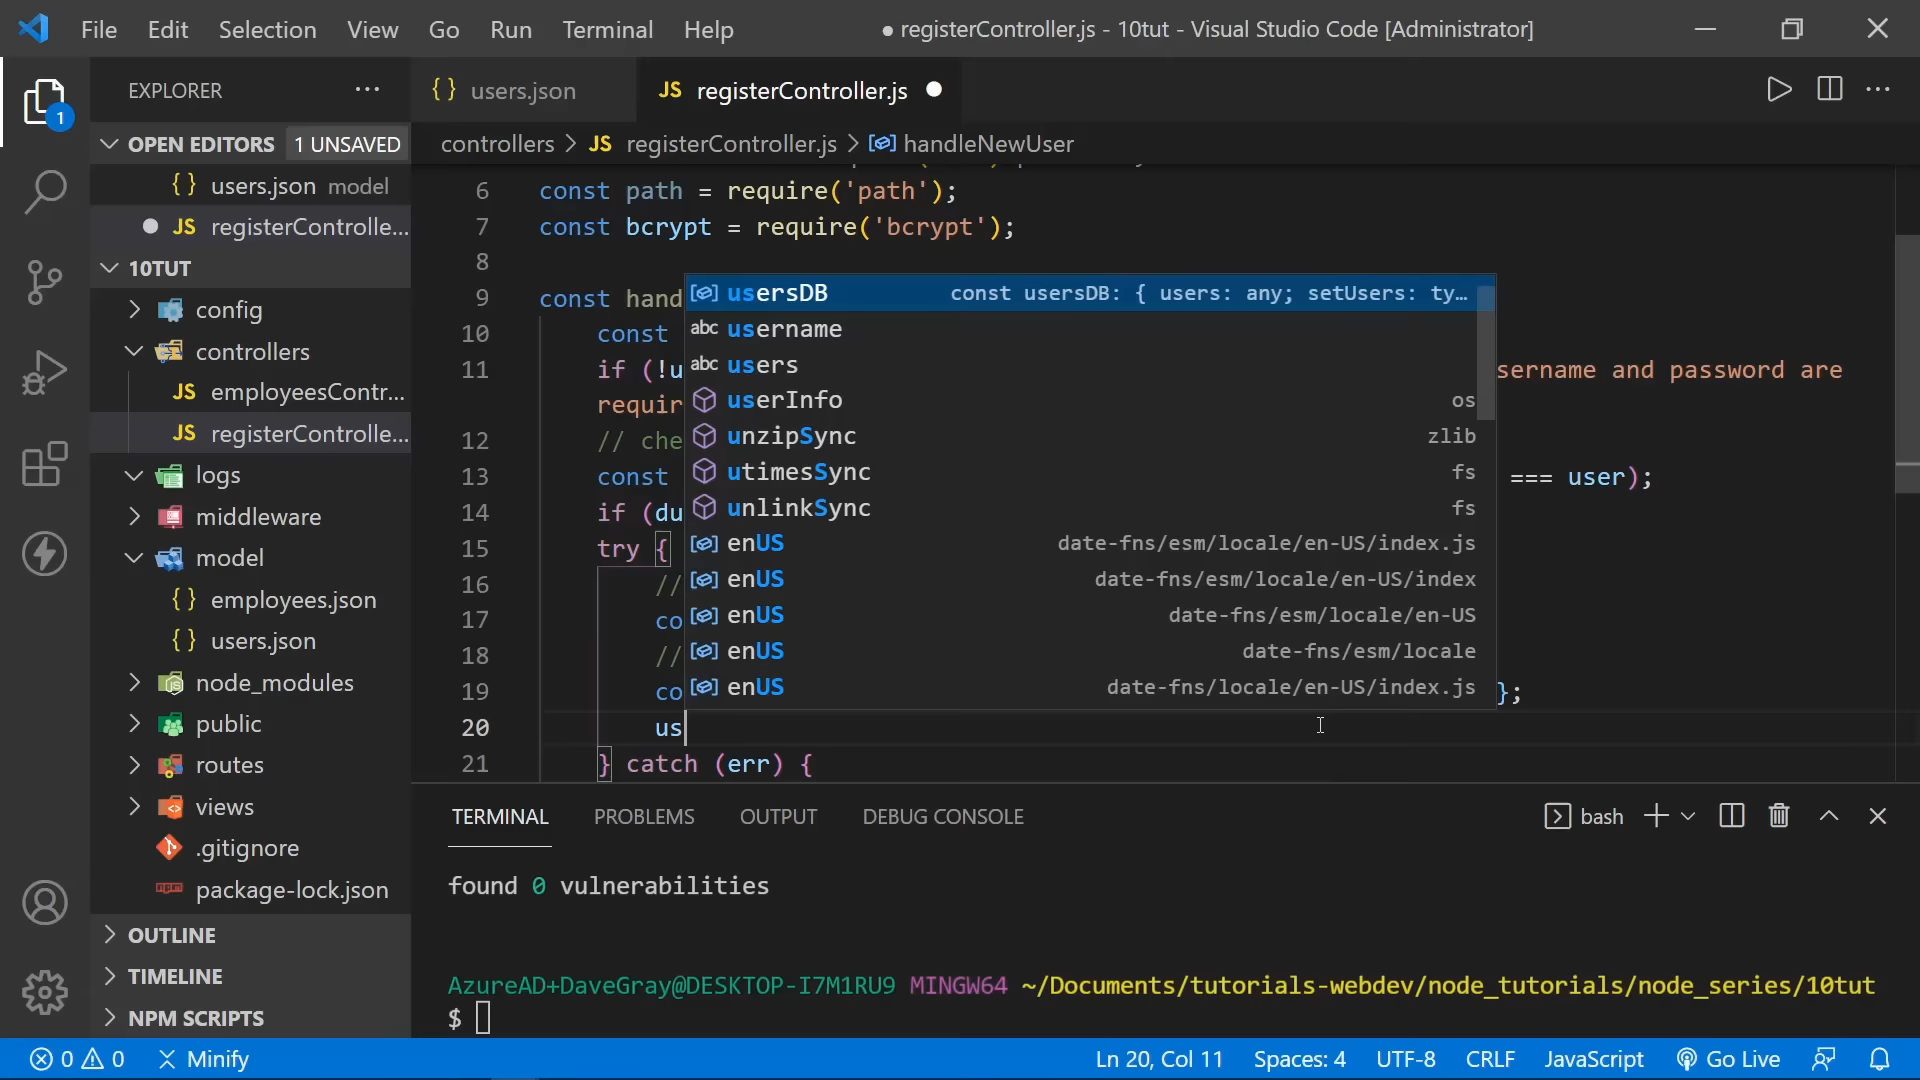 File Edit Selection View Go Run Terminal Help
● registerController.js - 10tut - Visual Studio Code [Administrator]
1
EXPLORER ···
OPEN EDITORS 1 UNSAVED
{} users.json model
● JS registerControlle...
10TUT
config
controllers
JS employeesContr...
JS registerControlle...
logs
middleware
model
{} employees.json
{} users.json
node_modules
public
routes
views
.gitignore
package-lock.json
OUTLINE
TIMELINE
NPM SCRIPTS
{} users.json
JS registerController.js ●
controllers > JS registerController.js > handleNewUser
6 const path = require('path');
7 const bcrypt = require('bcrypt');
8
9 const hand
10 const
11 if (!u sername and password are
requir
12 // che
13 const === user);
14 if (du
15 try {
16 //
17 co
18 //
19 co };
20 us
21 } catch (err) {
usersDB const usersDB: { users: any; setUsers: ty...
abc username
abc users
userInfo os
unzipSync zlib
utimesSync fs
unlinkSync fs
enUS date-fns/esm/locale/en-US/index.js
enUS date-fns/esm/locale/en-US/index
enUS date-fns/esm/locale/en-US
enUS date-fns/esm/locale
enUS date-fns/locale/en-US/index.js
TERMINAL PROBLEMS OUTPUT DEBUG CONSOLE
bash
found 0 vulnerabilities
AzureAD+DaveGray@DESKTOP-I7M1RU9 MINGW64 ~/Documents/tutorials-webdev/node_tutorials/node_series/10tut
$
0 0 Minify
Ln 20, Col 11 Spaces: 4 UTF-8 CRLF JavaScript Go Live